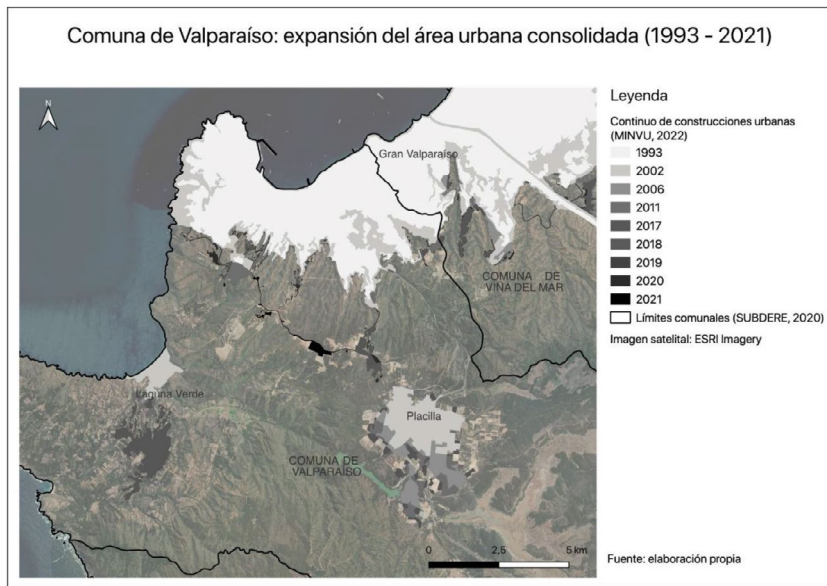 Comuna de Valparaíso: expansión del área urbana consolidada (1993 - 2021)
N
Gran Valparaíso
COMUNA DE
VIÑA DEL MAR
Laguna Verde
Placilla
COMUNA DE
VALPARAÍSO
0 2,5 5 km
Leyenda
Continuo de construcciones urbanas
(MINVU, 2022)
1993
2002
2006
2011
2017
2018
2019
2020
2021
Límites comunales (SUBDERE, 2020)
Imagen satelital: ESRI Imagery
Fuente: elaboración propia